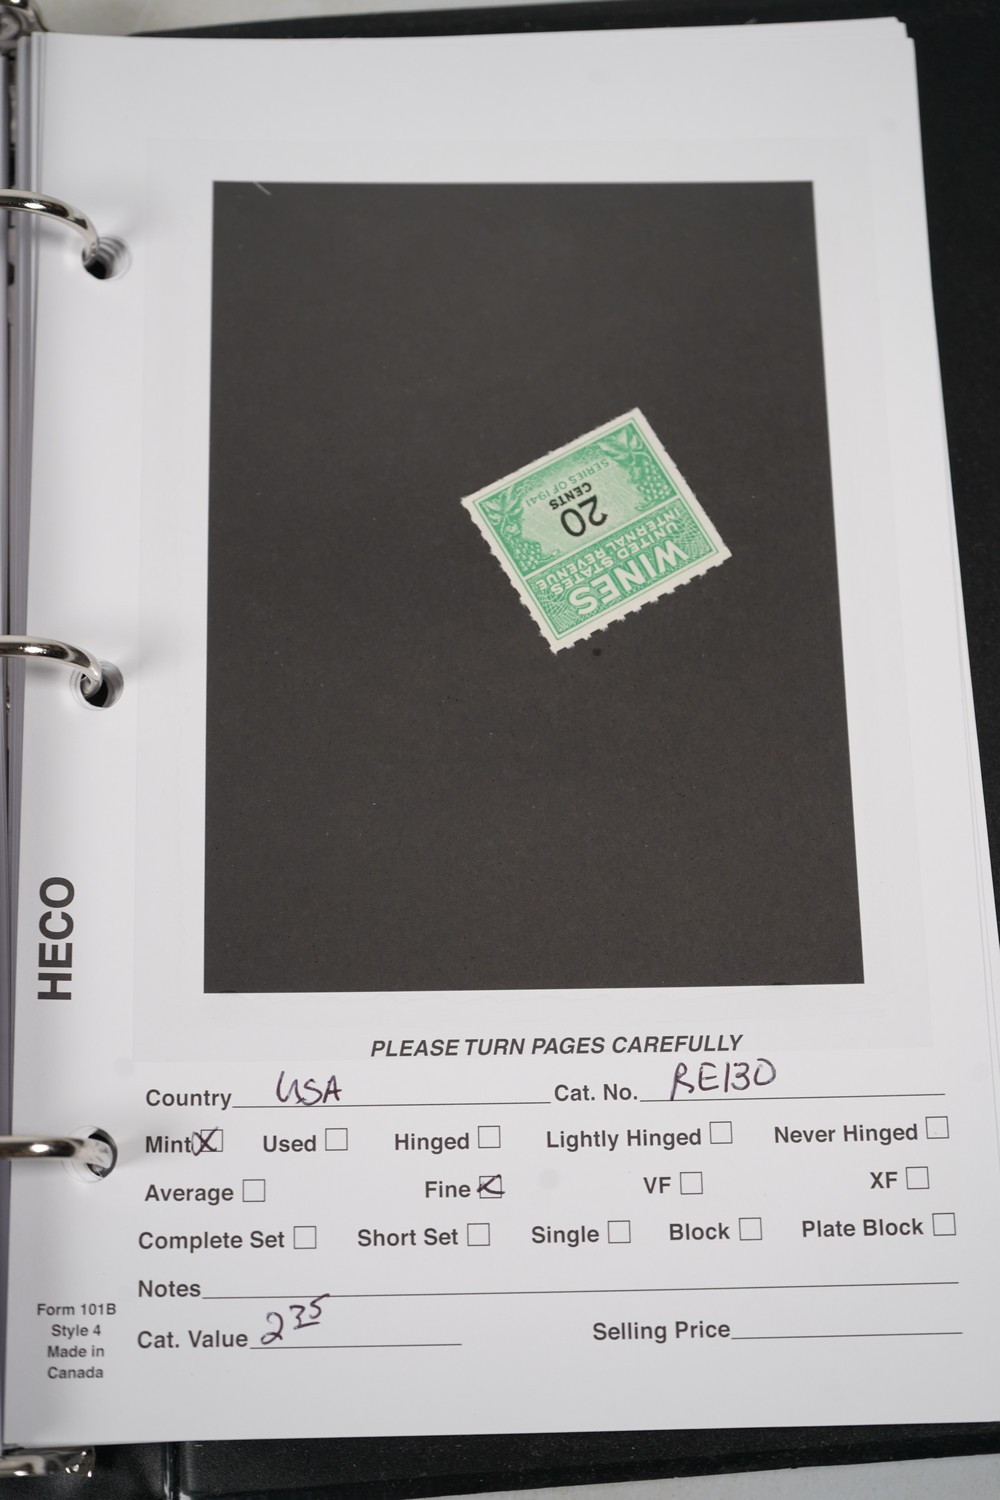 WINES
UNITED STATES
INTERNAL REVENUE
20
CENTS
SERIES OF 1941
HECO
PLEASE TURN PAGES CAREFULLY
Country USA Cat. No. RE130
Mint X Used Hinged Lightly Hinged Never Hinged
Average Fine VF XF
Complete Set Short Set Single Block Plate Block
Notes
Cat. Value 2 35 Selling Price
Form 101B
Style 4
Made in
Canada